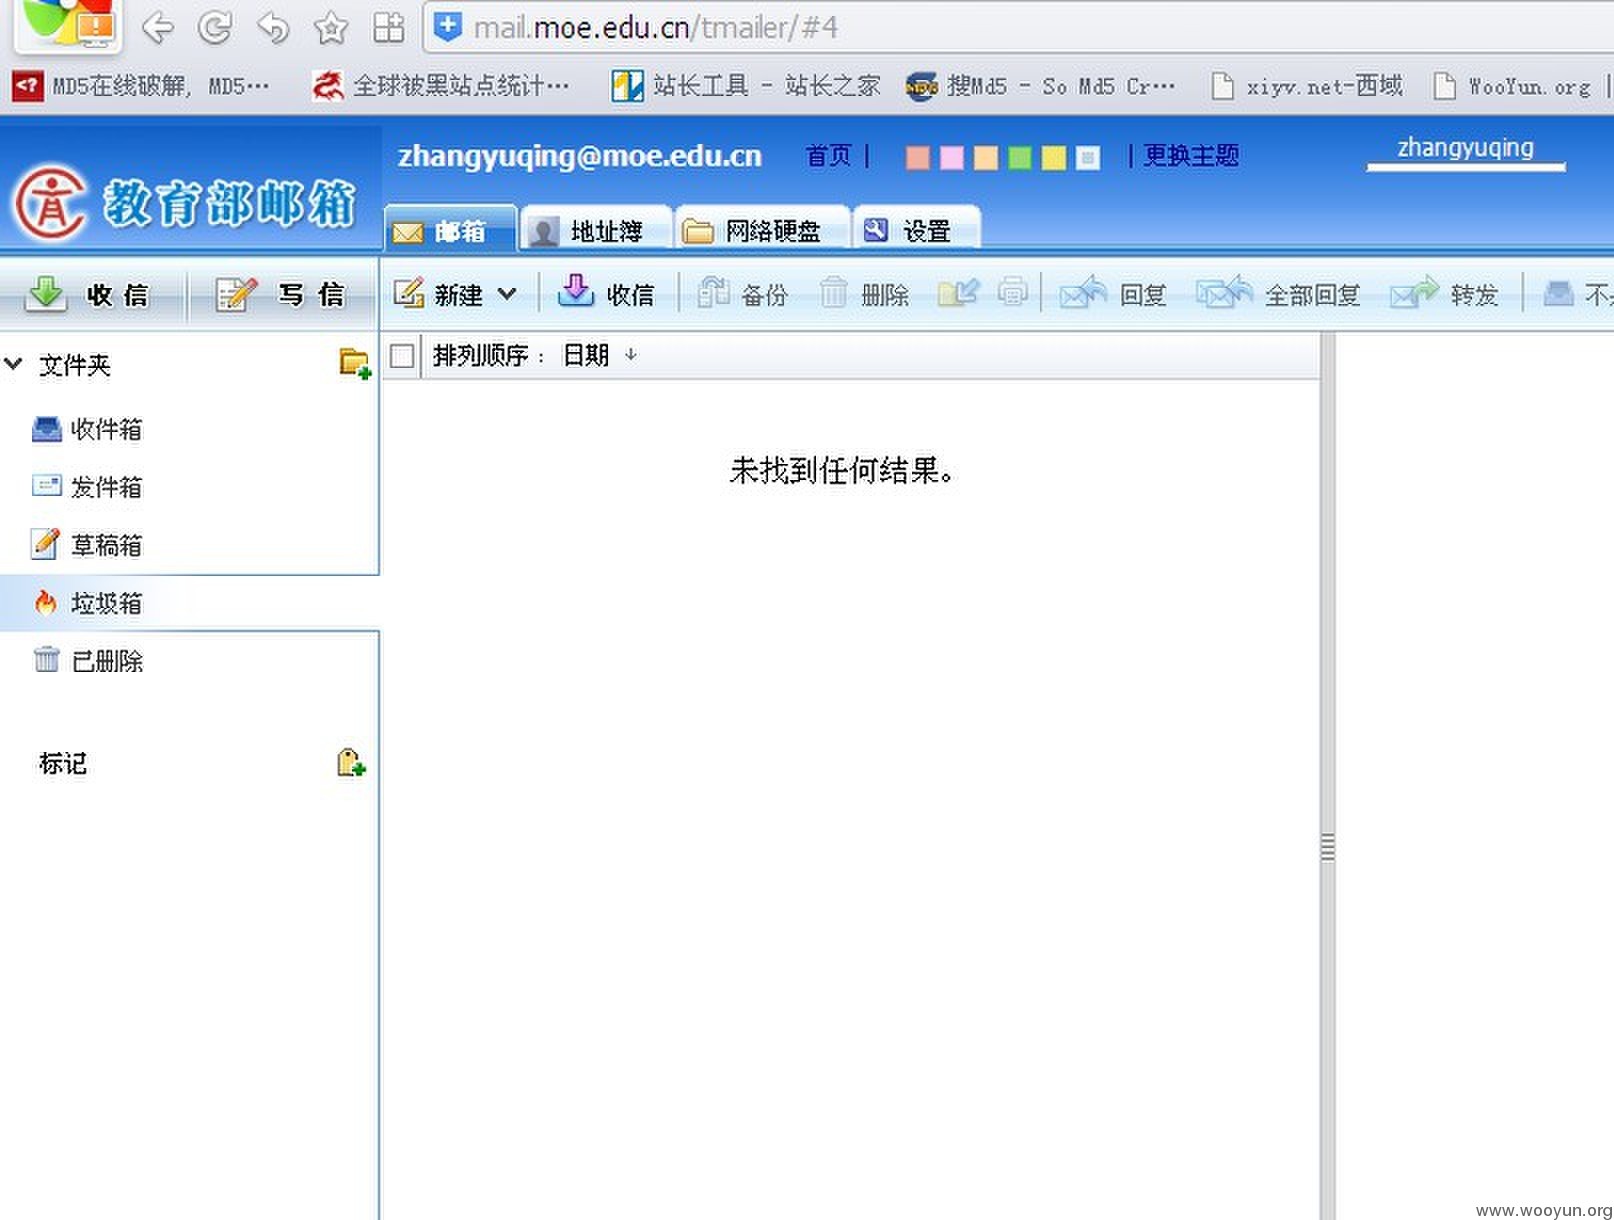 mail.moe.edu.cn/tmailer/#4
MD5在线破解, MD5… 全球被黑站点统计… 站长工具 - 站长之家 搜Md5 - So Md5 Cr… xiyv.net-西域 WooYun.org |
教育部邮箱 zhangyuqing@moe.edu.cn 首页 | | 更换主题 zhangyuqing
邮箱 地址簿 网络硬盘 设置
收 信 写 信 新建 收信 备份 删除 回复 全部回复 转发 不
文件夹 排列顺序 : 日期 ↓
收件箱
未找到任何结果。
发件箱
草稿箱
垃圾箱
已删除
标记
www.wooyun.org